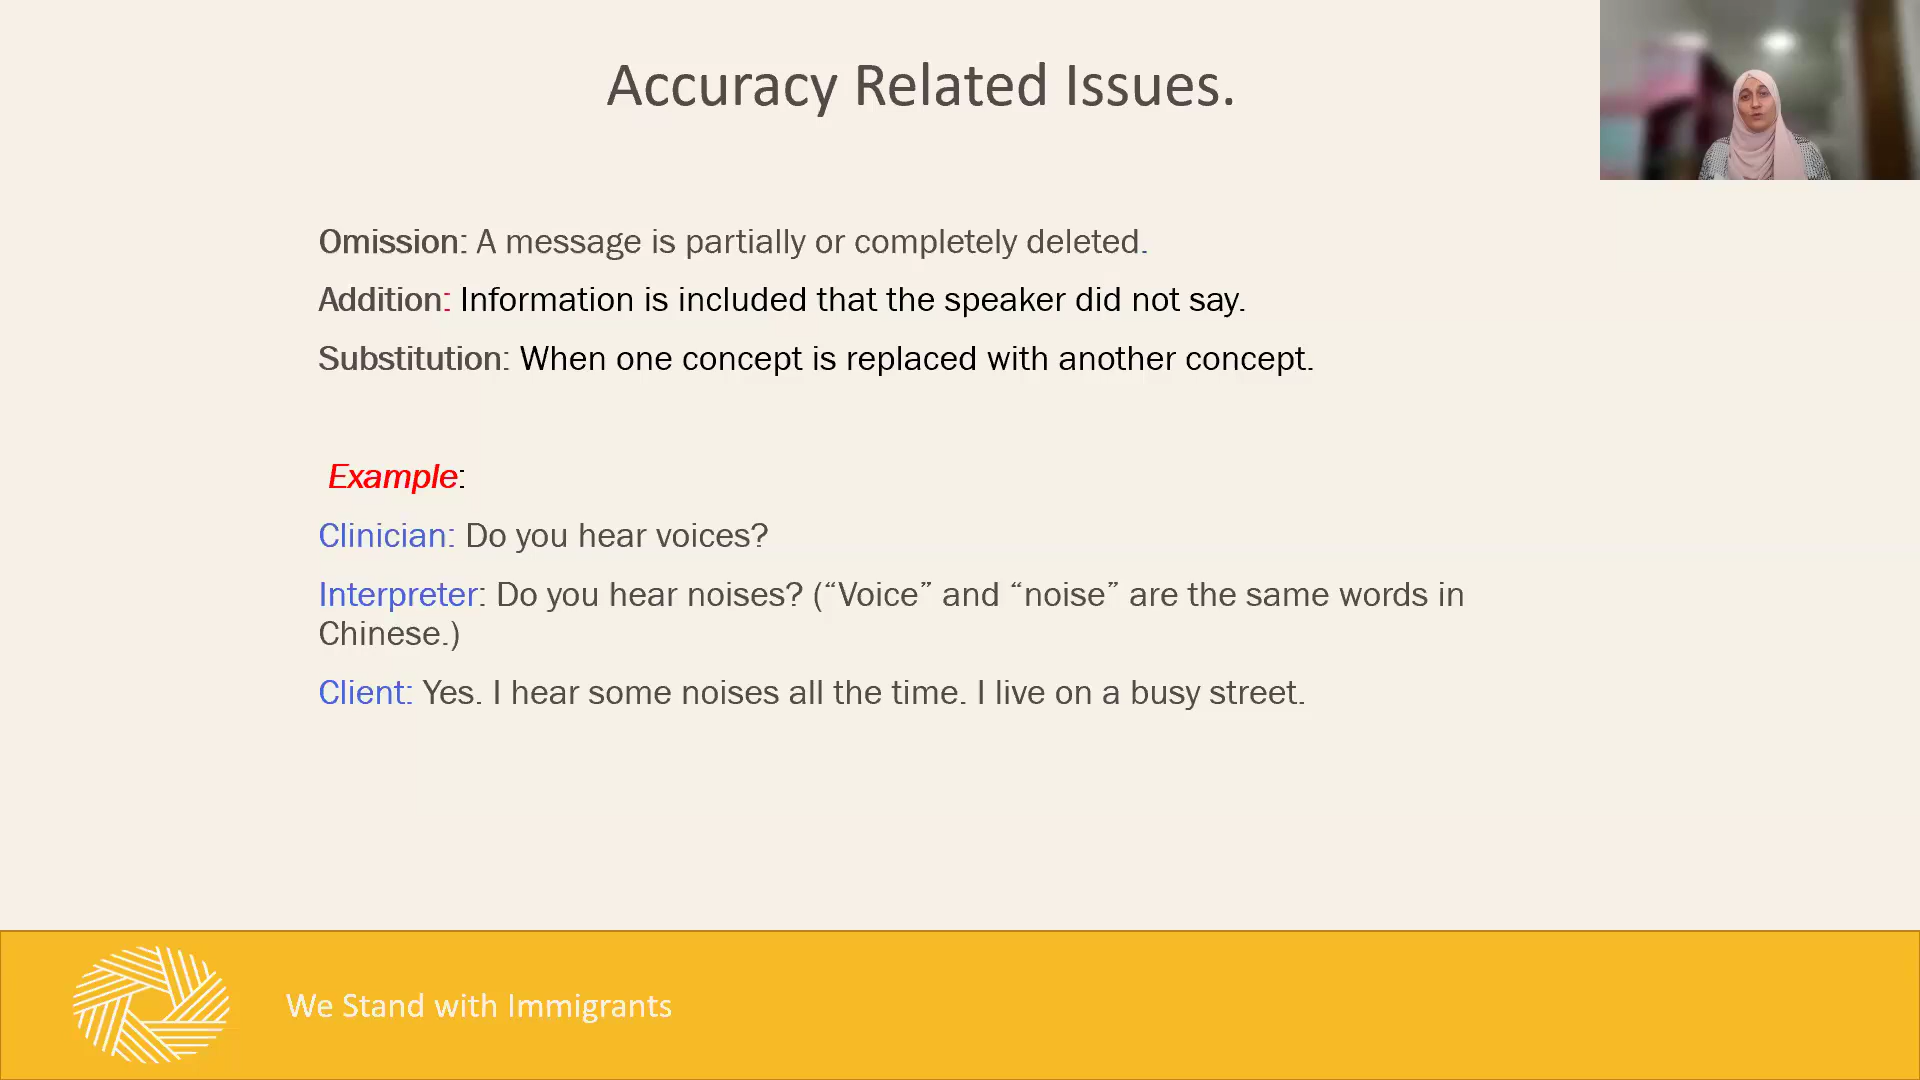 Accuracy Related Issues.
Omission: A message is partially or completely deleted.
Addition: Information is included that the speaker did not say.
Substitution: When one concept is replaced with another concept.
Example:
Clinician: Do you hear voices?
Interpreter: Do you hear noises? (“Voice” and “noise” are the same words in
Chinese.)
Client: Yes. I hear some noises all the time. I live on a busy street.
We Stand with Immigrants